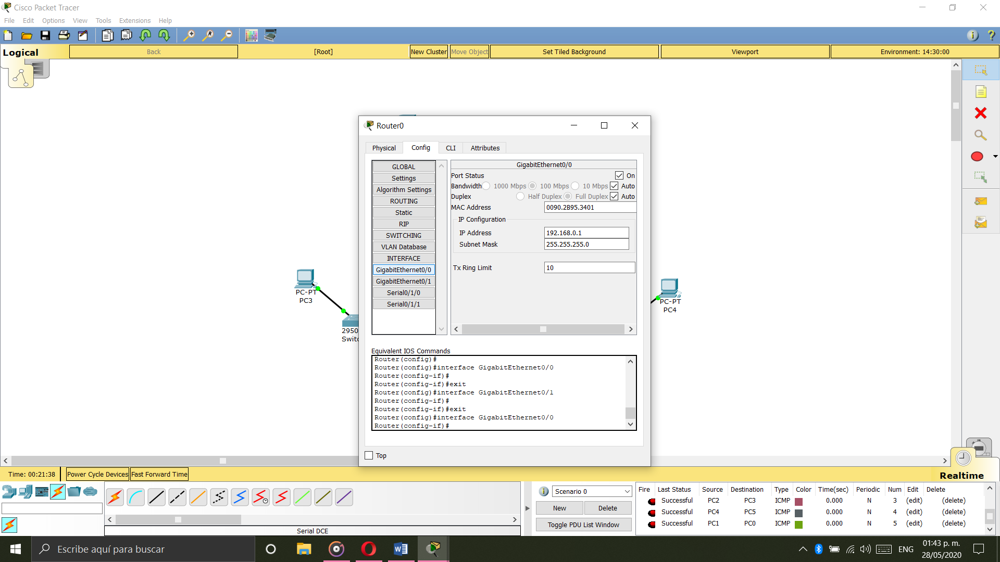 Cisco Packet Tracer
File Edit Options View Tools Extensions Help
Logical Back [Root] New Cluster Move Object Set Tiled Background Viewport Environment: 14:30:00
Router0
Physical Config CLI Attributes
GLOBAL
Settings
Algorithm Settings
ROUTING
Static
RIP
SWITCHING
VLAN Database
INTERFACE
GigabitEthernet0/0
GigabitEthernet0/1
Serial0/1/0
Serial0/1/1
GigabitEthernet0/0
Port Status On
Bandwidth 1000 Mbps 100 Mbps 10 Mbps Auto
Duplex Half Duplex Full Duplex Auto
MAC Address 0090.2B95.3401
IP Configuration
IP Address 192.168.0.1
Subnet Mask 255.255.255.0
Tx Ring Limit 10
PC-PT
PC3
2950
Switc
PC-PT
PC4
Equivalent IOS Commands
Router(config)#
Router(config)#interface GigabitEthernet0/0
Router(config-if)#
Router(config-if)#exit
Router(config)#interface GigabitEthernet0/1
Router(config-if)#
Router(config-if)#exit
Router(config)#interface GigabitEthernet0/0
Router(config-if)#
Top
Time: 00:21:38 Power Cycle Devices Fast Forward Time
Realtime
Serial DCE
Scenario 0
New Delete
Toggle PDU List Window
Fire Last Status Source Destination Type Color Time(sec) Periodic Num Edit Delete
Successful PC2 PC3 ICMP 0.000 N 3 (edit) (delete)
Successful PC4 PC5 ICMP 0.000 N 4 (edit) (delete)
Successful PC1 PC0 ICMP 0.000 N 5 (edit) (delete)
Escribe aquí para buscar
ENG
01:43 p. m.
28/05/2020